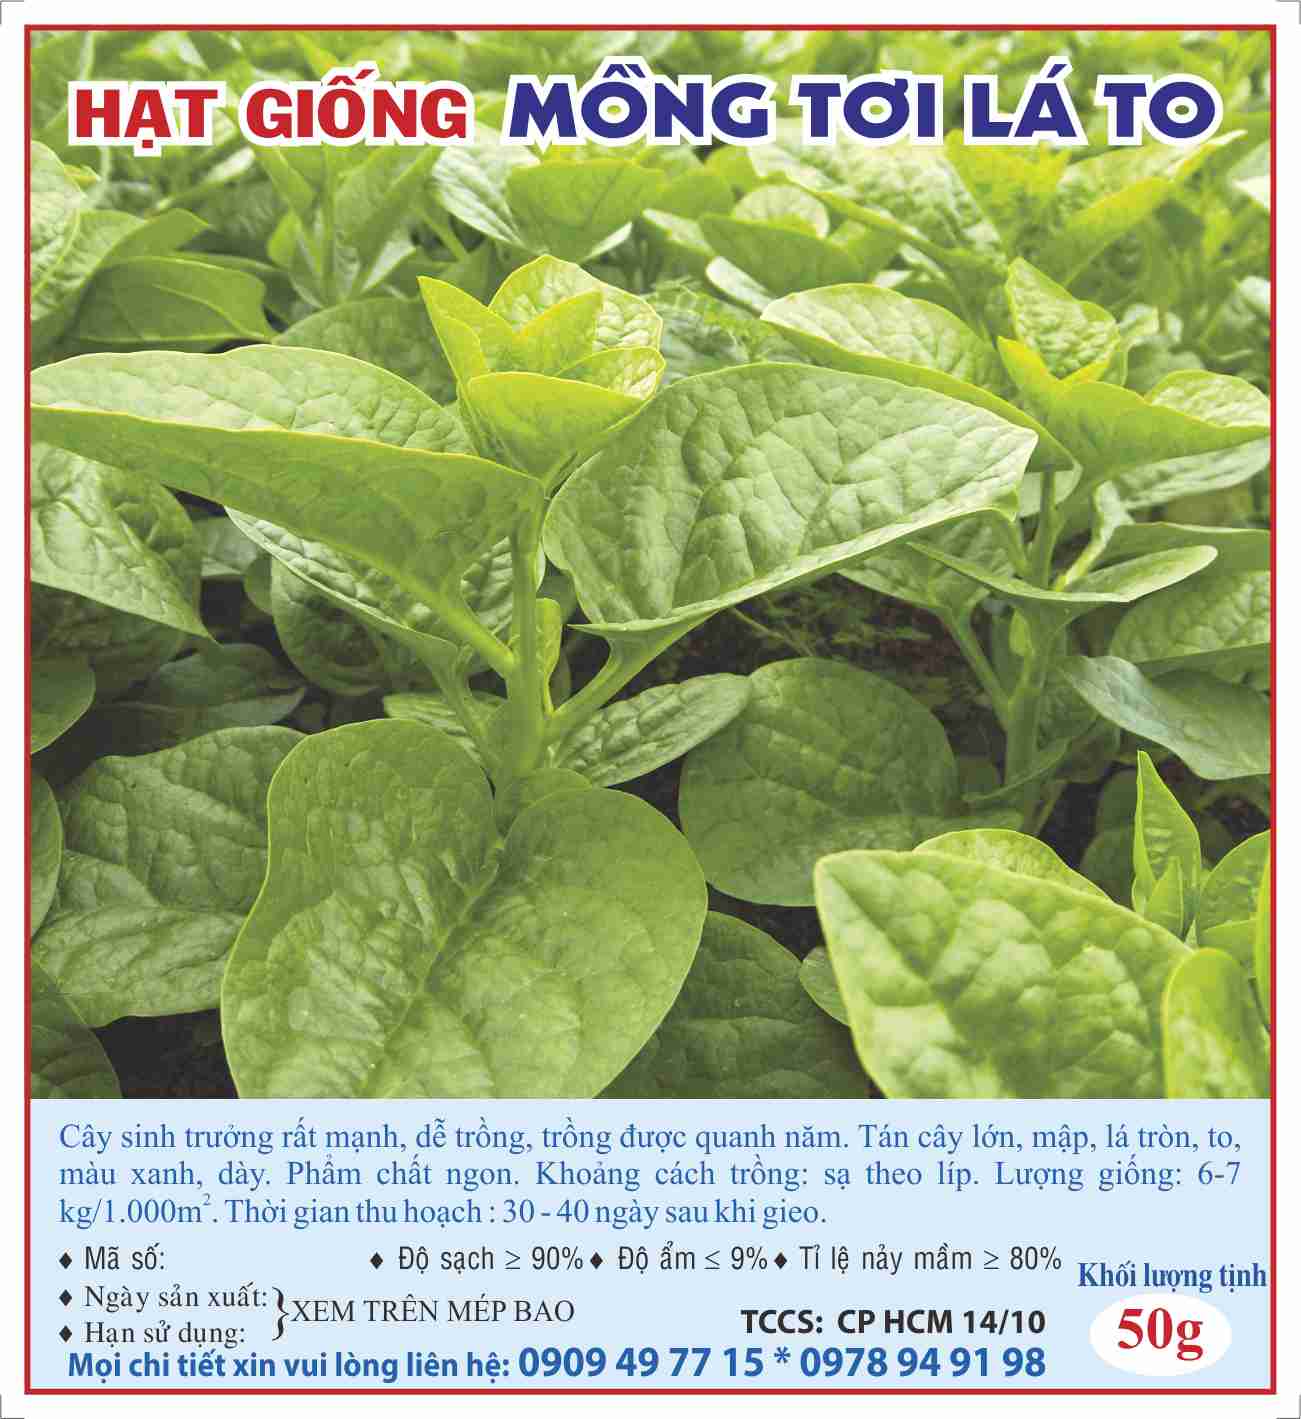 HẠT GIỐNG MỒNG TƠI LÁ TO
Cây sinh trưởng rất mạnh, dễ trồng, trồng được quanh năm. Tán cây lớn, mập, lá tròn, to,
màu xanh, dày. Phẩm chất ngon. Khoảng cách trồng: sạ theo líp. Lượng giống: 6-7
kg/1.000m². Thời gian thu hoạch : 30 - 40 ngày sau khi gieo.
♦ Mã số: ♦ Độ sạch ≥ 90% ♦ Độ ẩm ≤ 9% ♦ Tỉ lệ nảy mầm ≥ 80%
♦ Ngày sản xuất:
♦ Hạn sử dụng:
}XEM TRÊN MÉP BAO
TCCS: CP HCM 14/10
Khối lượng tịnh
50g
Mọi chi tiết xin vui lòng liên hệ: 0909 49 77 15 * 0978 94 91 98